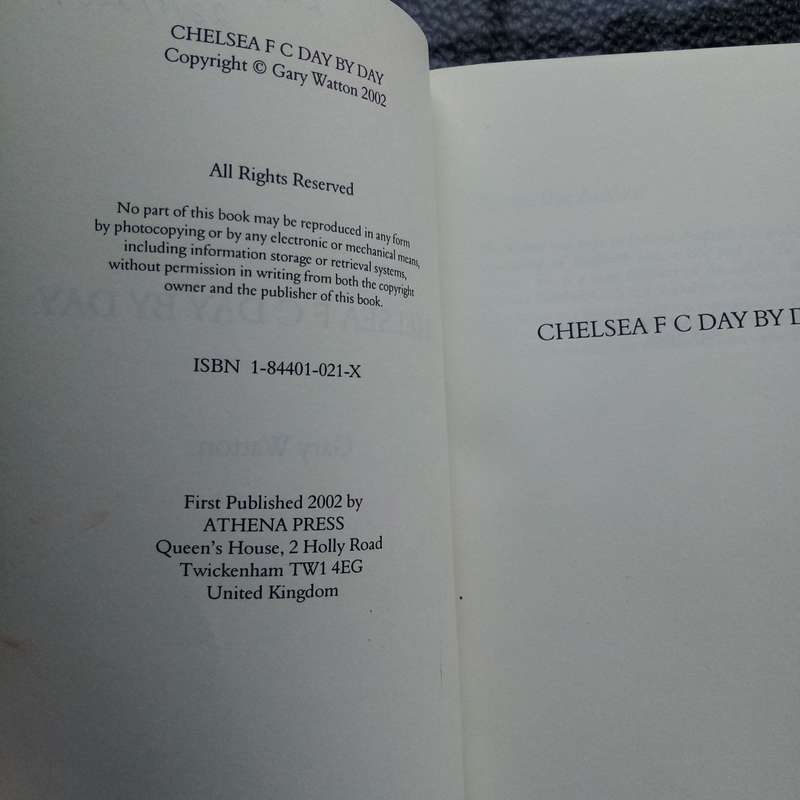 CHELSEA F C DAY BY DAY
Copyright © Gary Watton 2002
All Rights Reserved
No part of this book may be reproduced in any form
by photocopying or by any electronic or mechanical means,
including information storage or retrieval systems,
without permission in writing from both the copyright
owner and the publisher of this book.
ISBN 1-84401-021-X
First Published 2002 by
ATHENA PRESS
Queen's House, 2 Holly Road
Twickenham TW1 4EG
United Kingdom
CHELSEA F C DAY BY D